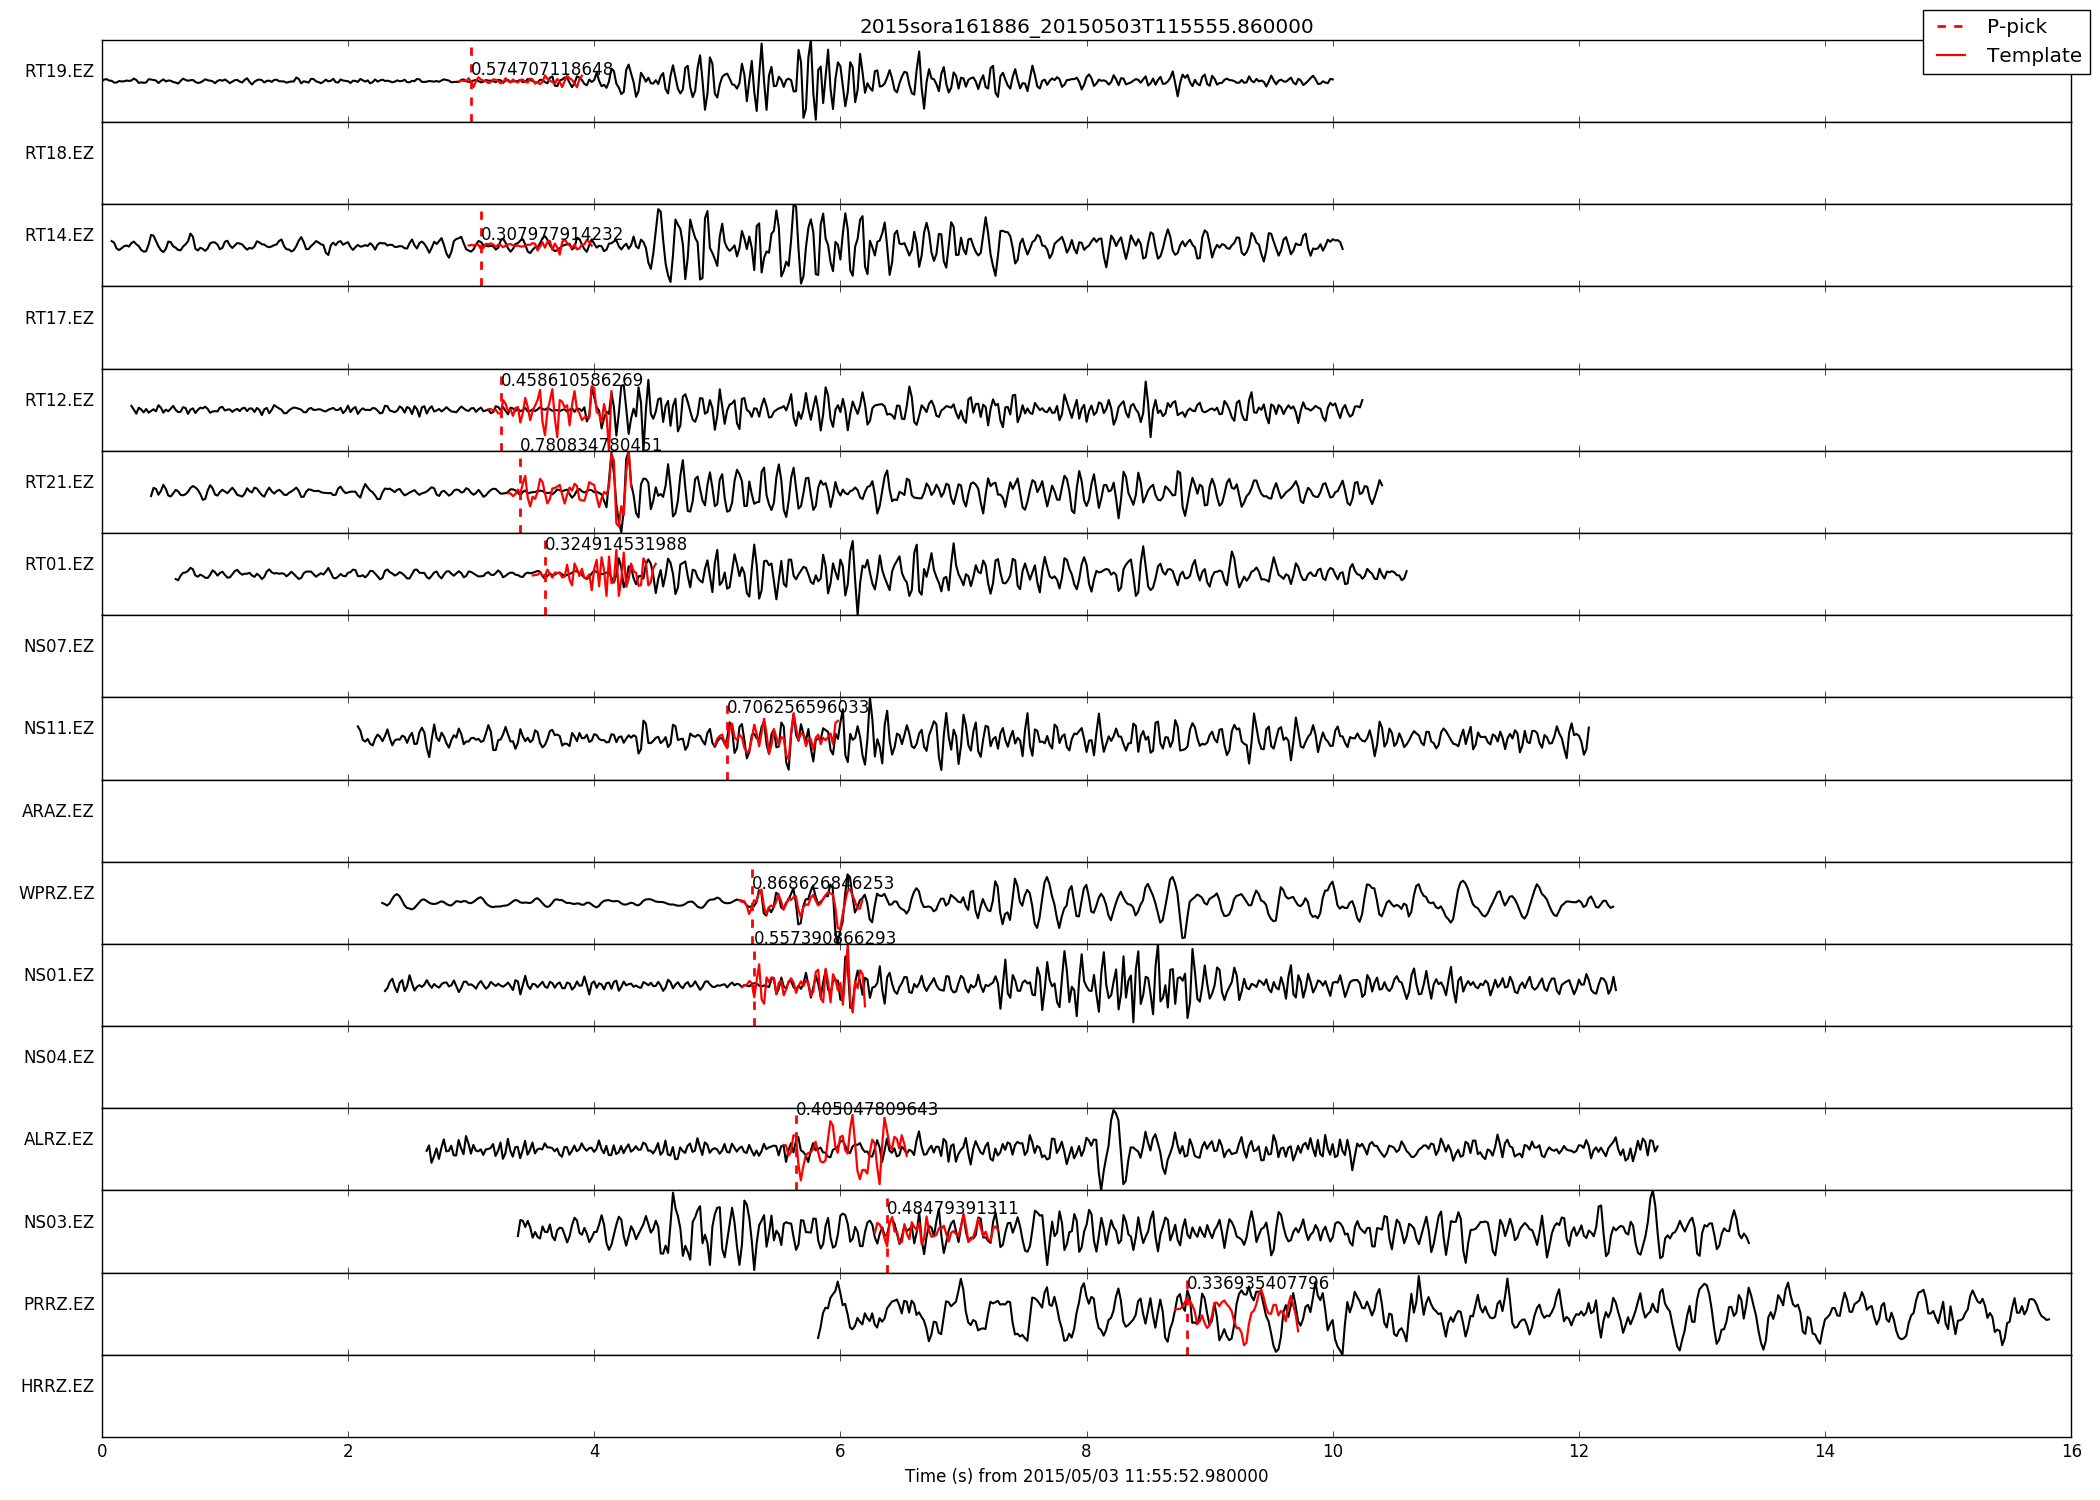 2015sora161886_20150503T115555.860000
P-pick
Template
RT19.EZ
0.574707118648
RT18.EZ
RT14.EZ
0.307977914232
RT17.EZ
RT12.EZ
0.458610586269
RT21.EZ
0.780834780451
RT01.EZ
0.324914531988
NS07.EZ
NS11.EZ
0.706256596033
ARAZ.EZ
WPRZ.EZ
0.868626846253
NS01.EZ
0.557390866293
NS04.EZ
ALRZ.EZ
0.405047809643
NS03.EZ
0.48479391311
PRRZ.EZ
0.336935407796
HRRZ.EZ
0 2 4 6 8 10 12 14 16
Time (s) from 2015/05/03 11:55:52.980000